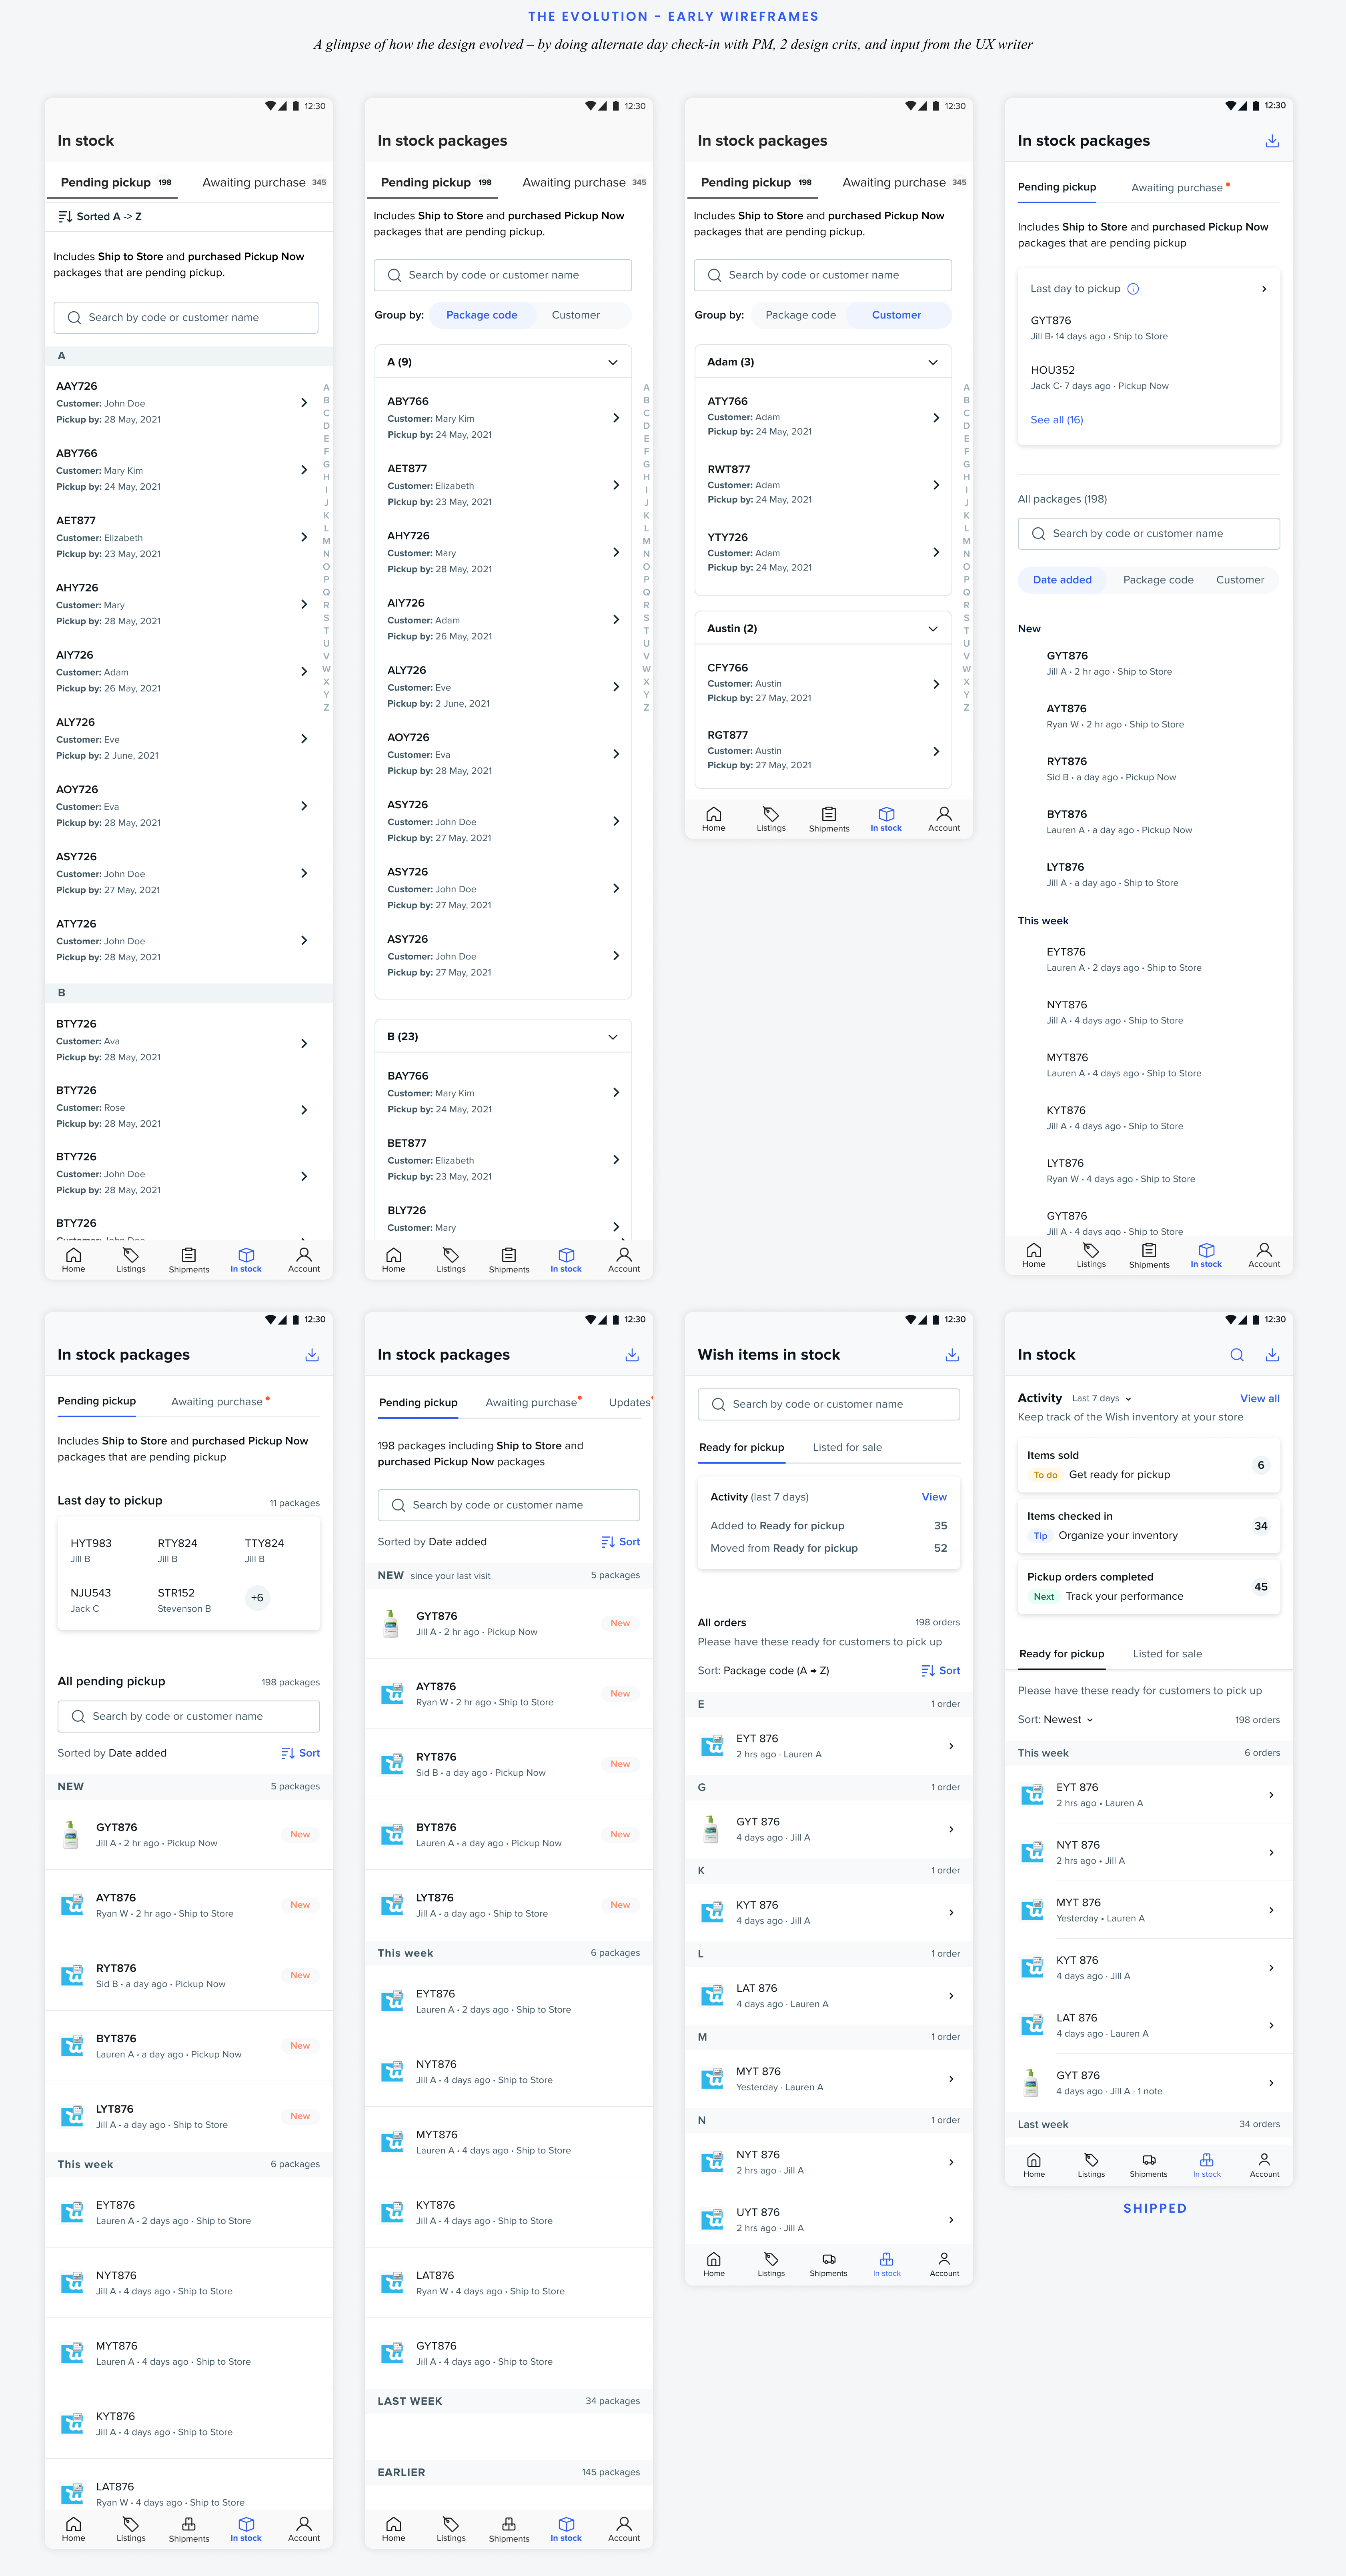 THE EVOLUTION - EARLY WIREFRAMES
A glimpse of how the design evolved – by doing alternate day check-in with PM, 2 design crits, and input from the UX writer
12:30
In stock
Pending pickup 198 Awaiting purchase 345
Sorted A -> Z
Includes Ship to Store and purchased Pickup Now
packages that are pending pickup.
Search by code or customer name
A
AAY726
Customer: John Doe
Pickup by: 28 May, 2021
ABY766
Customer: Mary Kim
Pickup by: 24 May, 2021
AET877
Customer: Elizabeth
Pickup by: 23 May, 2021
AHY726
Customer: Mary
Pickup by: 28 May, 2021
AIY726
Customer: Adam
Pickup by: 26 May, 2021
ALY726
Customer: Eve
Pickup by: 2 June, 2021
AOY726
Customer: Eva
Pickup by: 28 May, 2021
ASY726
Customer: John Doe
Pickup by: 27 May, 2021
ATY726
Customer: John Doe
Pickup by: 28 May, 2021
B
BTY726
Customer: Ava
Pickup by: 28 May, 2021
BTY726
Customer: Rose
Pickup by: 28 May, 2021
BTY726
Customer: John Doe
Pickup by: 28 May, 2021
BTY726
Customer: John Doe
A
B
C
D
E
F
G
H
I
J
K
L
M
N
O
P
Q
R
S
T
U
V
W
X
Y
Z
Home Listings Shipments In stock Account
12:30
In stock packages
Pending pickup 198 Awaiting purchase 345
Includes Ship to Store and purchased Pickup Now
packages that are pending pickup.
Search by code or customer name
Group by: Package code Customer
A (9)
ABY766
Customer: Mary Kim
Pickup by: 24 May, 2021
AET877
Customer: Elizabeth
Pickup by: 23 May, 2021
AHY726
Customer: Mary
Pickup by: 28 May, 2021
AIY726
Customer: Adam
Pickup by: 26 May, 2021
ALY726
Customer: Eve
Pickup by: 2 June, 2021
AOY726
Customer: Eva
Pickup by: 28 May, 2021
ASY726
Customer: John Doe
Pickup by: 27 May, 2021
ASY726
Customer: John Doe
Pickup by: 27 May, 2021
ASY726
Customer: John Doe
Pickup by: 27 May, 2021
B (23)
BAY766
Customer: Mary Kim
Pickup by: 24 May, 2021
BET877
Customer: Elizabeth
Pickup by: 23 May, 2021
BLY726
Customer: Mary
A
B
C
D
E
F
G
H
I
J
K
L
M
N
O
P
Q
R
S
T
U
V
W
X
Y
Z
Home Listings Shipments In stock Account
12:30
In stock packages
Pending pickup 198 Awaiting purchase 345
Includes Ship to Store and purchased Pickup Now
packages that are pending pickup.
Search by code or customer name
Group by: Package code Customer
Adam (3)
ATY766
Customer: Adam
Pickup by: 24 May, 2021
RWT877
Customer: Adam
Pickup by: 24 May, 2021
YTY726
Customer: Adam
Pickup by: 24 May, 2021
Austin (2)
CFY766
Customer: Austin
Pickup by: 27 May, 2021
RGT877
Customer: Austin
Pickup by: 27 May, 2021
A
B
C
D
E
F
G
H
I
J
K
L
M
N
O
P
Q
R
S
T
U
V
W
X
Y
Z
Home Listings Shipments In stock Account
12:30
In stock packages
Pending pickup Awaiting purchase
Includes Ship to Store and purchased Pickup Now
packages that are pending pickup
Last day to pickup
GYT876
Jill B• 14 days ago • Ship to Store
HOU352
Jack C• 7 days ago • Pickup Now
See all (16)
All packages (198)
Search by code or customer name
Date added Package code Customer
New
GYT876
Jill A • 2 hr ago • Ship to Store
AYT876
Ryan W • 2 hr ago • Ship to Store
RYT876
Sid B • a day ago • Pickup Now
BYT876
Lauren A • a day ago • Pickup Now
LYT876
Jill A • a day ago • Ship to Store
This week
EYT876
Lauren A • 2 days ago • Ship to Store
NYT876
Jill A • 4 days ago • Ship to Store
MYT876
Lauren A • 4 days ago • Ship to Store
KYT876
Jill A • 4 days ago • Ship to Store
LYT876
Ryan W • 4 days ago • Ship to Store
GYT876
Jill A • 4 days ago • Ship to Store
Home Listings Shipments In stock Account
12:30
In stock packages
Pending pickup Awaiting purchase
Includes Ship to Store and purchased Pickup Now
packages that are pending pickup
Last day to pickup 11 packages
HYT983 RTY824 TTY824
Jill B Jill B Jill B
NJU543 STR152 +6
Jack C Stevenson B
All pending pickup 198 packages
Search by code or customer name
Sorted by Date added Sort
NEW 5 packages
GYT876
Jill A • 2 hr ago • Pickup Now
New
AYT876
Ryan W • 2 hr ago • Ship to Store
New
RYT876
Sid B • a day ago • Pickup Now
New
BYT876
Lauren A • a day ago • Pickup Now
New
LYT876
Jill A • a day ago • Ship to Store
New
This week 6 packages
EYT876
Lauren A • 2 days ago • Ship to Store
NYT876
Jill A • 4 days ago • Ship to Store
MYT876
Lauren A • 4 days ago • Ship to Store
KYT876
Jill A • 4 days ago • Ship to Store
LAT876
Ryan W • 4 days ago • Ship to Store
Home Listings Shipments In stock Account
12:30
In stock packages
Pending pickup Awaiting purchase Updates
198 packages including Ship to Store and
purchased Pickup Now packages
Search by code or customer name
Sorted by Date added Sort
NEW since your last visit 5 packages
GYT876
Jill A • 2 hr ago • Pickup Now
New
AYT876
Ryan W • 2 hr ago • Ship to Store
New
RYT876
Sid B • a day ago • Pickup Now
New
BYT876
Lauren A • a day ago • Pickup Now
New
LYT876
Jill A • a day ago • Ship to Store
New
This week 6 packages
EYT876
Lauren A • 2 days ago • Ship to Store
NYT876
Jill A • 4 days ago • Ship to Store
MYT876
Lauren A • 4 days ago • Ship to Store
KYT876
Jill A • 4 days ago • Ship to Store
LAT876
Ryan W • 4 days ago • Ship to Store
GYT876
Jill A • 4 days ago • Ship to Store
LAST WEEK 34 packages
EARLIER 145 packages
Home Listings Shipments In stock Account
12:30
Wish items in stock
Search by code or customer name
Ready for pickup Listed for sale
Activity (last 7 days) View
Added to Ready for pickup 35
Moved from Ready for pickup 52
All orders 198 orders
Please have these ready for customers to pick up
Sort: Package code (A → Z) Sort
E 1 order
EYT 876
2 hrs ago · Lauren A
G 1 order
GYT 876
4 days ago · Jill A
K 1 order
KYT 876
4 days ago · Jill A
L 1 order
LAT 876
4 days ago · Lauren A
M 1 order
MYT 876
Yesterday · Lauren A
N 1 order
NYT 876
2 hrs ago · Jill A
UYT 876
2 hrs ago · Jill A
Home Listings Shipments In stock Account
12:30
In stock
Activity Last 7 days View all
Keep track of the Wish inventory at your store
Items sold
To do Get ready for pickup 6
Items checked in
Tip Organize your inventory 34
Pickup orders completed
Next Track your performance 45
Ready for pickup Listed for sale
Please have these ready for customers to pick up
Sort: Newest 198 orders
This week 6 orders
EYT 876
2 hrs ago • Lauren A
NYT 876
2 hrs ago • Jill A
MYT 876
Yesterday • Lauren A
KYT 876
4 days ago · Jill A
LAT 876
4 days ago · Lauren A
GYT 876
4 days ago · Jill A · 1 note
Last week 34 orders
Home Listings Shipments In stock Account
SHIPPED